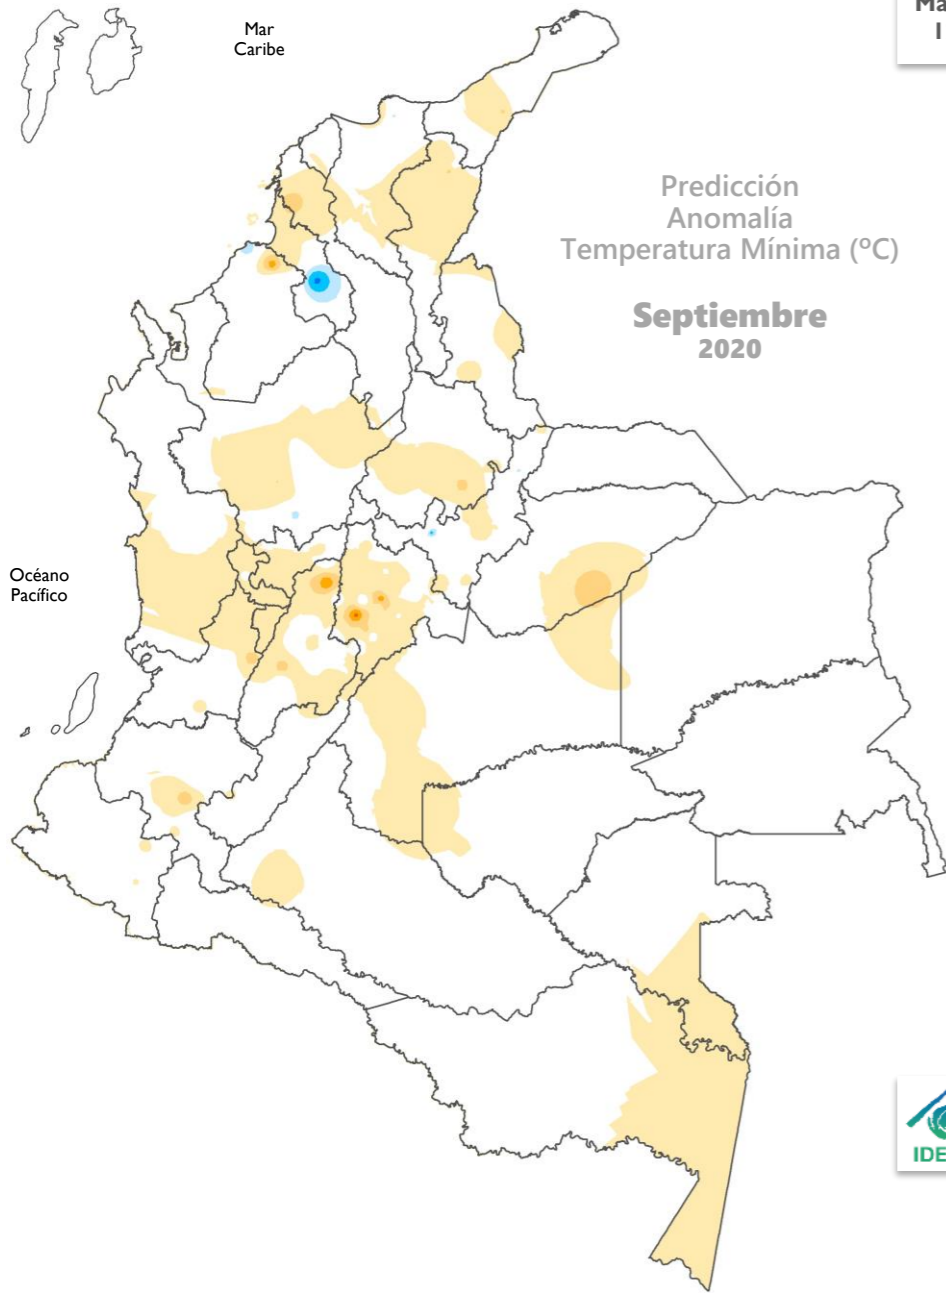 Mar
Caribe
Predicción
Anomalía
Temperatura Mínima (ºC)
Septiembre
2020
Océano
Pacífico